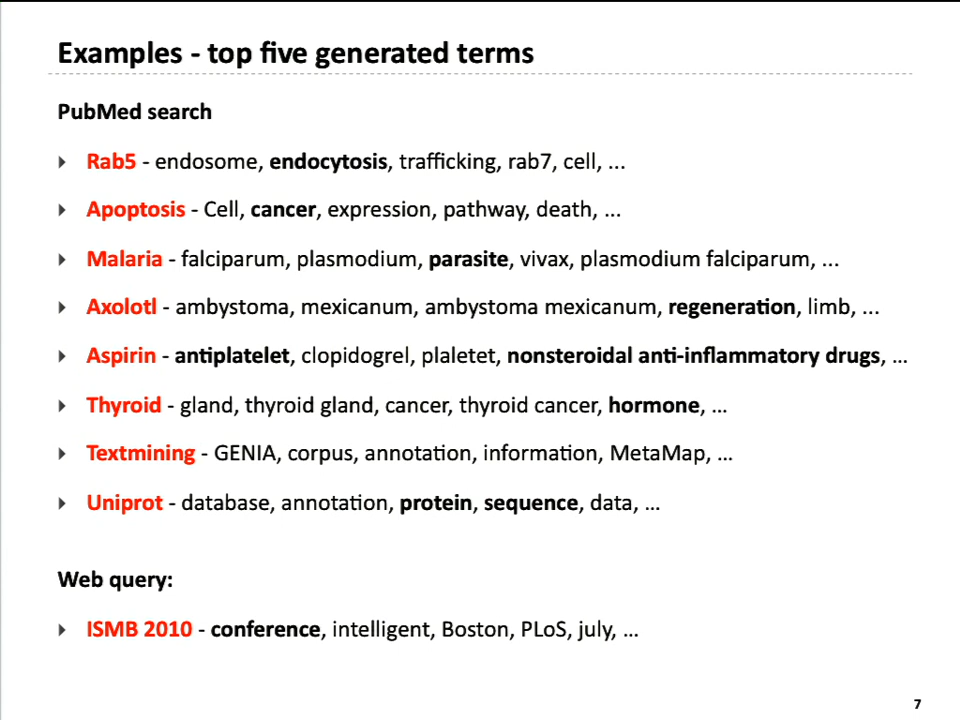 Examples - top five generated terms
PubMed search
Rab5 - endosome, endocytosis, trafficking, rab7, cell, ...
Apoptosis - Cell, cancer, expression, pathway, death, ...
Malaria - falciparum, plasmodium, parasite, vivax, plasmodium falciparum, ...
Axolotl - ambystoma, mexicanum, ambystoma mexicanum, regeneration, limb, ...
Aspirin - antiplatelet, clopidogrel, plaletet, nonsteroidal anti-inflammatory drugs, ...
Thyroid - gland, thyroid gland, cancer, thyroid cancer, hormone, ...
Textmining - GENIA, corpus, annotation, information, MetaMap, ...
Uniprot - database, annotation, protein, sequence, data, ...
Web query:
ISMB 2010 - conference, intelligent, Boston, PLoS, july, ...
7